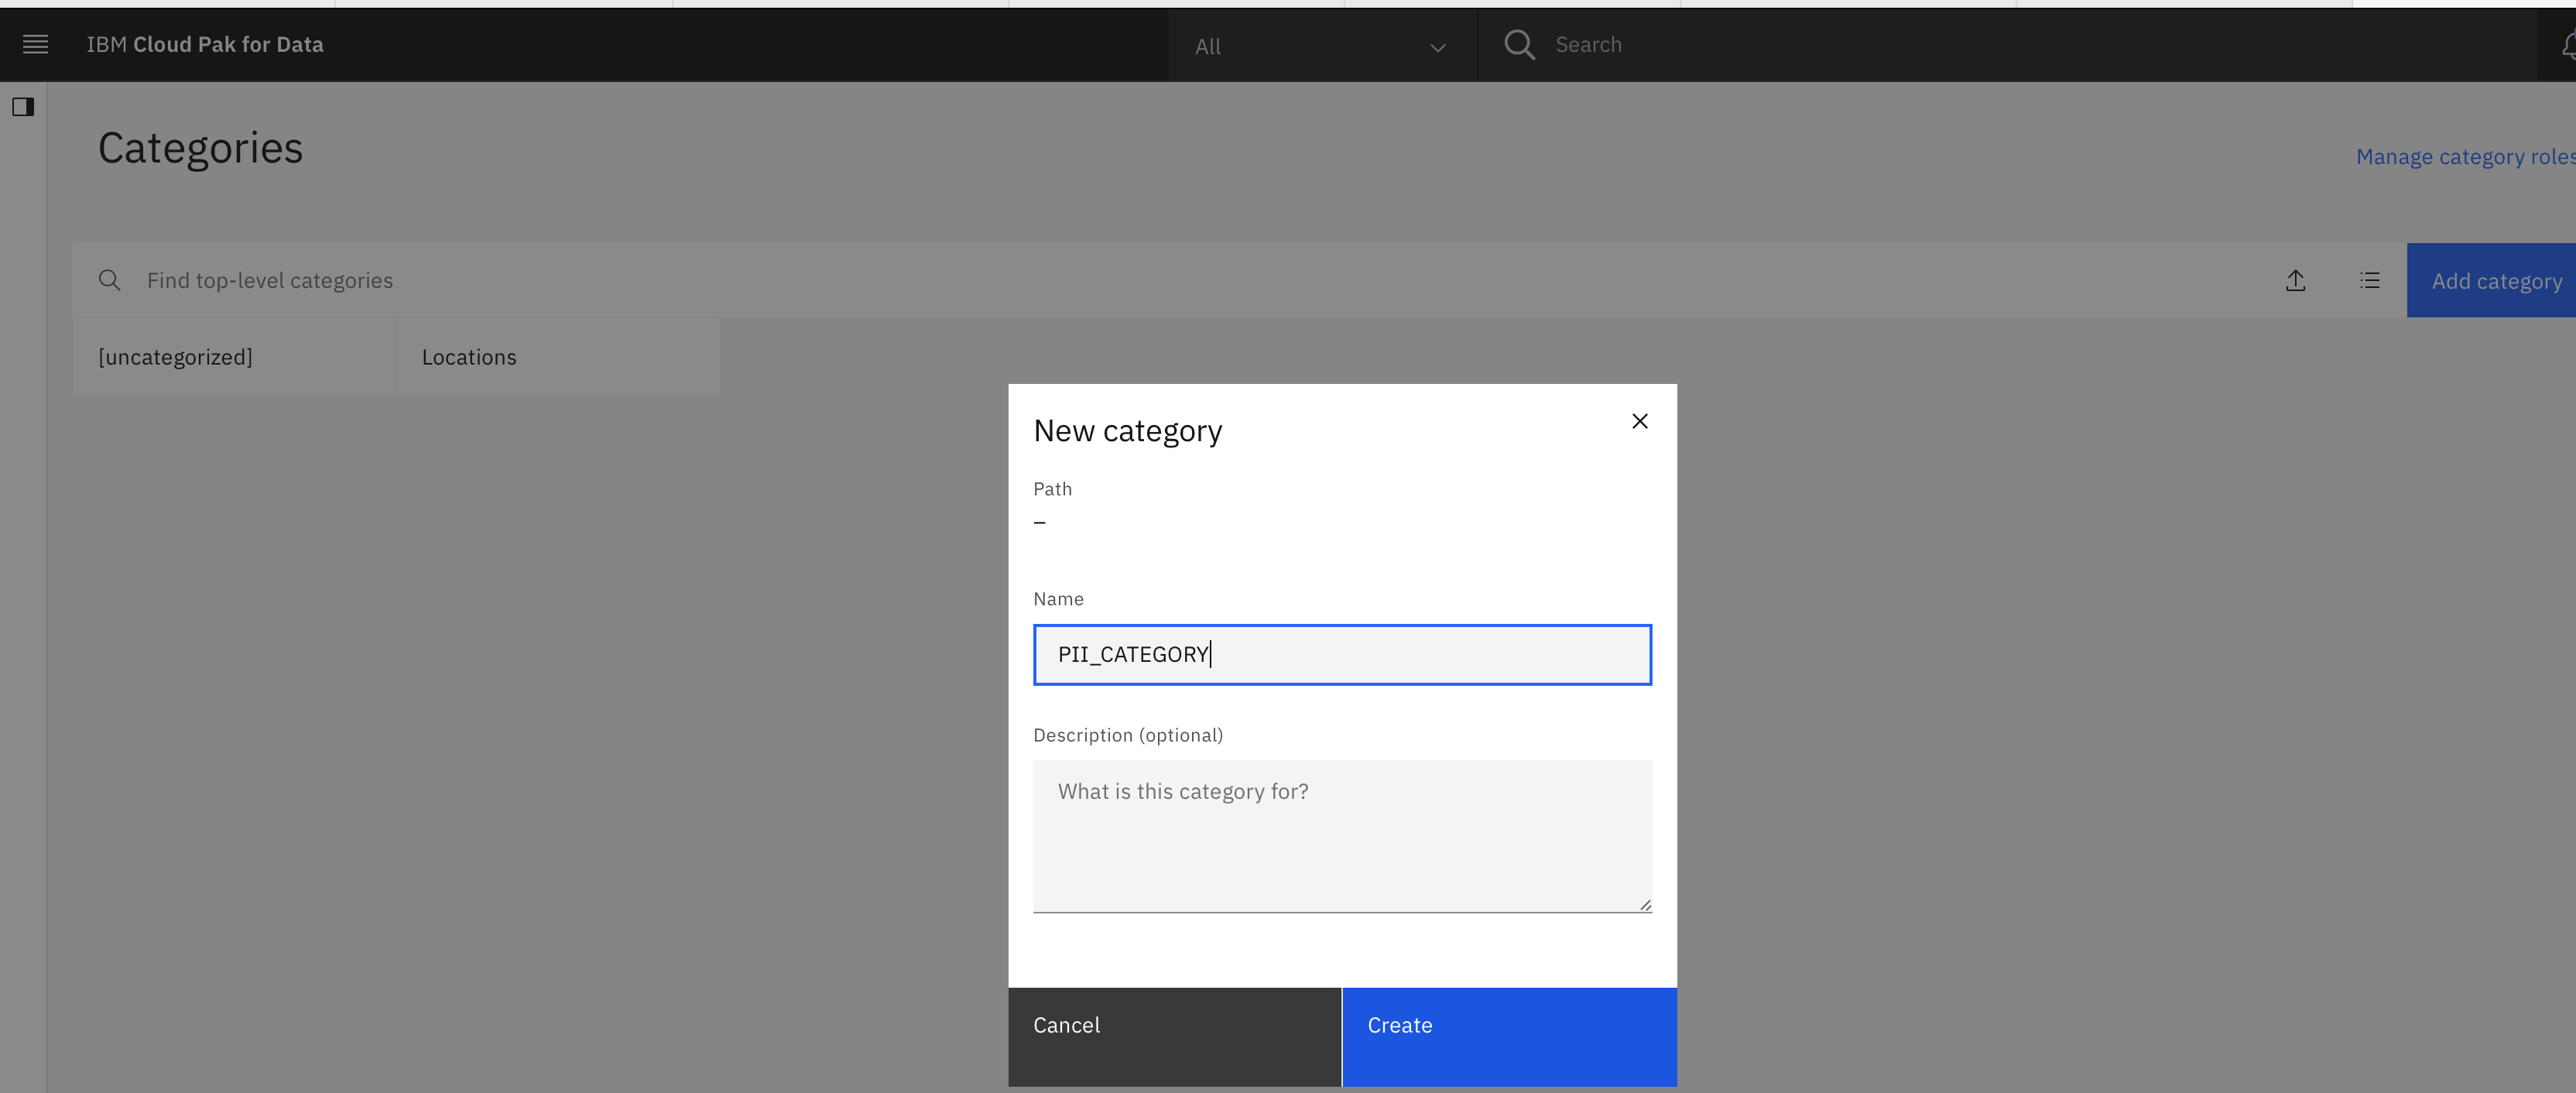 IBM Cloud Pak for Data
All
Search
Categories
Manage category roles
Find top-level categories
Add category
[uncategorized]
Locations
New category
Path
–
Name
PII_CATEGORY
Description (optional)
What is this category for?
Cancel
Create